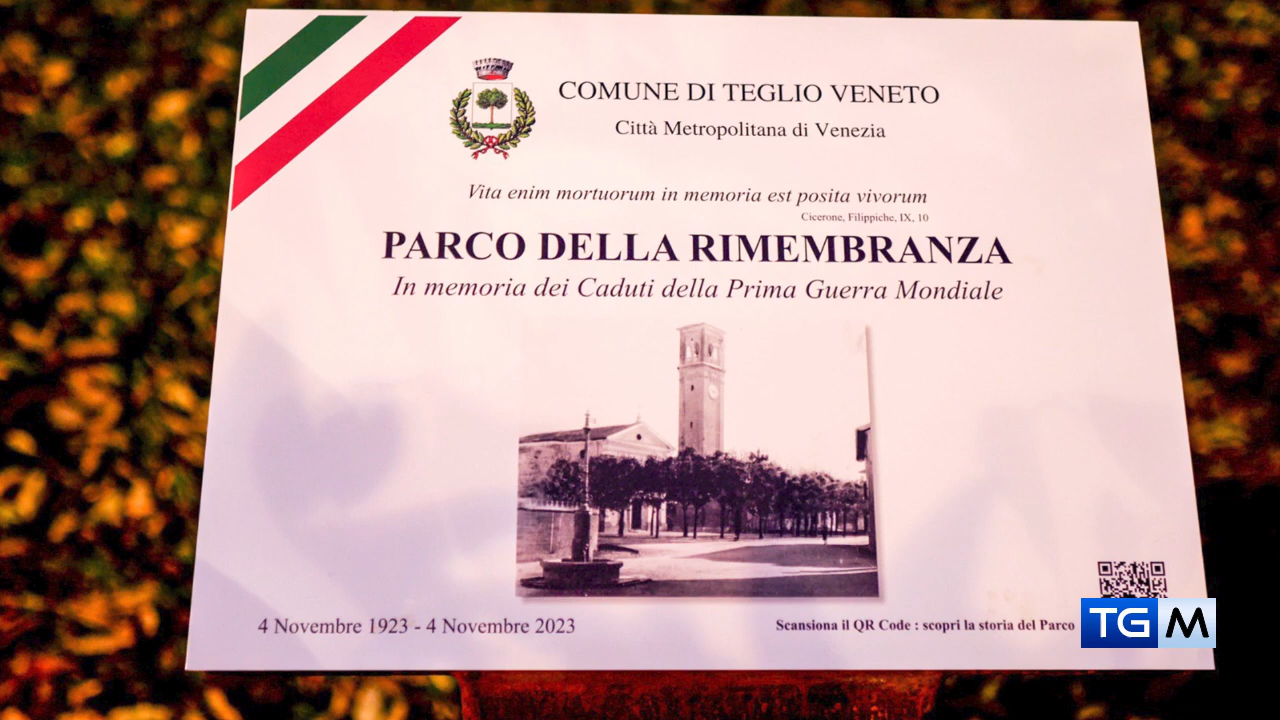 COMUNE DI TEGLIO VENETO
Città Metropolitana di Venezia
Vita enim mortuorum in memoria est posita vivorum
Cicerone, Filippiche, IX, 10
PARCO DELLA RIMEMBRANZA
In memoria dei Caduti della Prima Guerra Mondiale
4 Novembre 1923 - 4 Novembre 2023
Scansiona il QR Code : scopri la storia del Parco
TGM